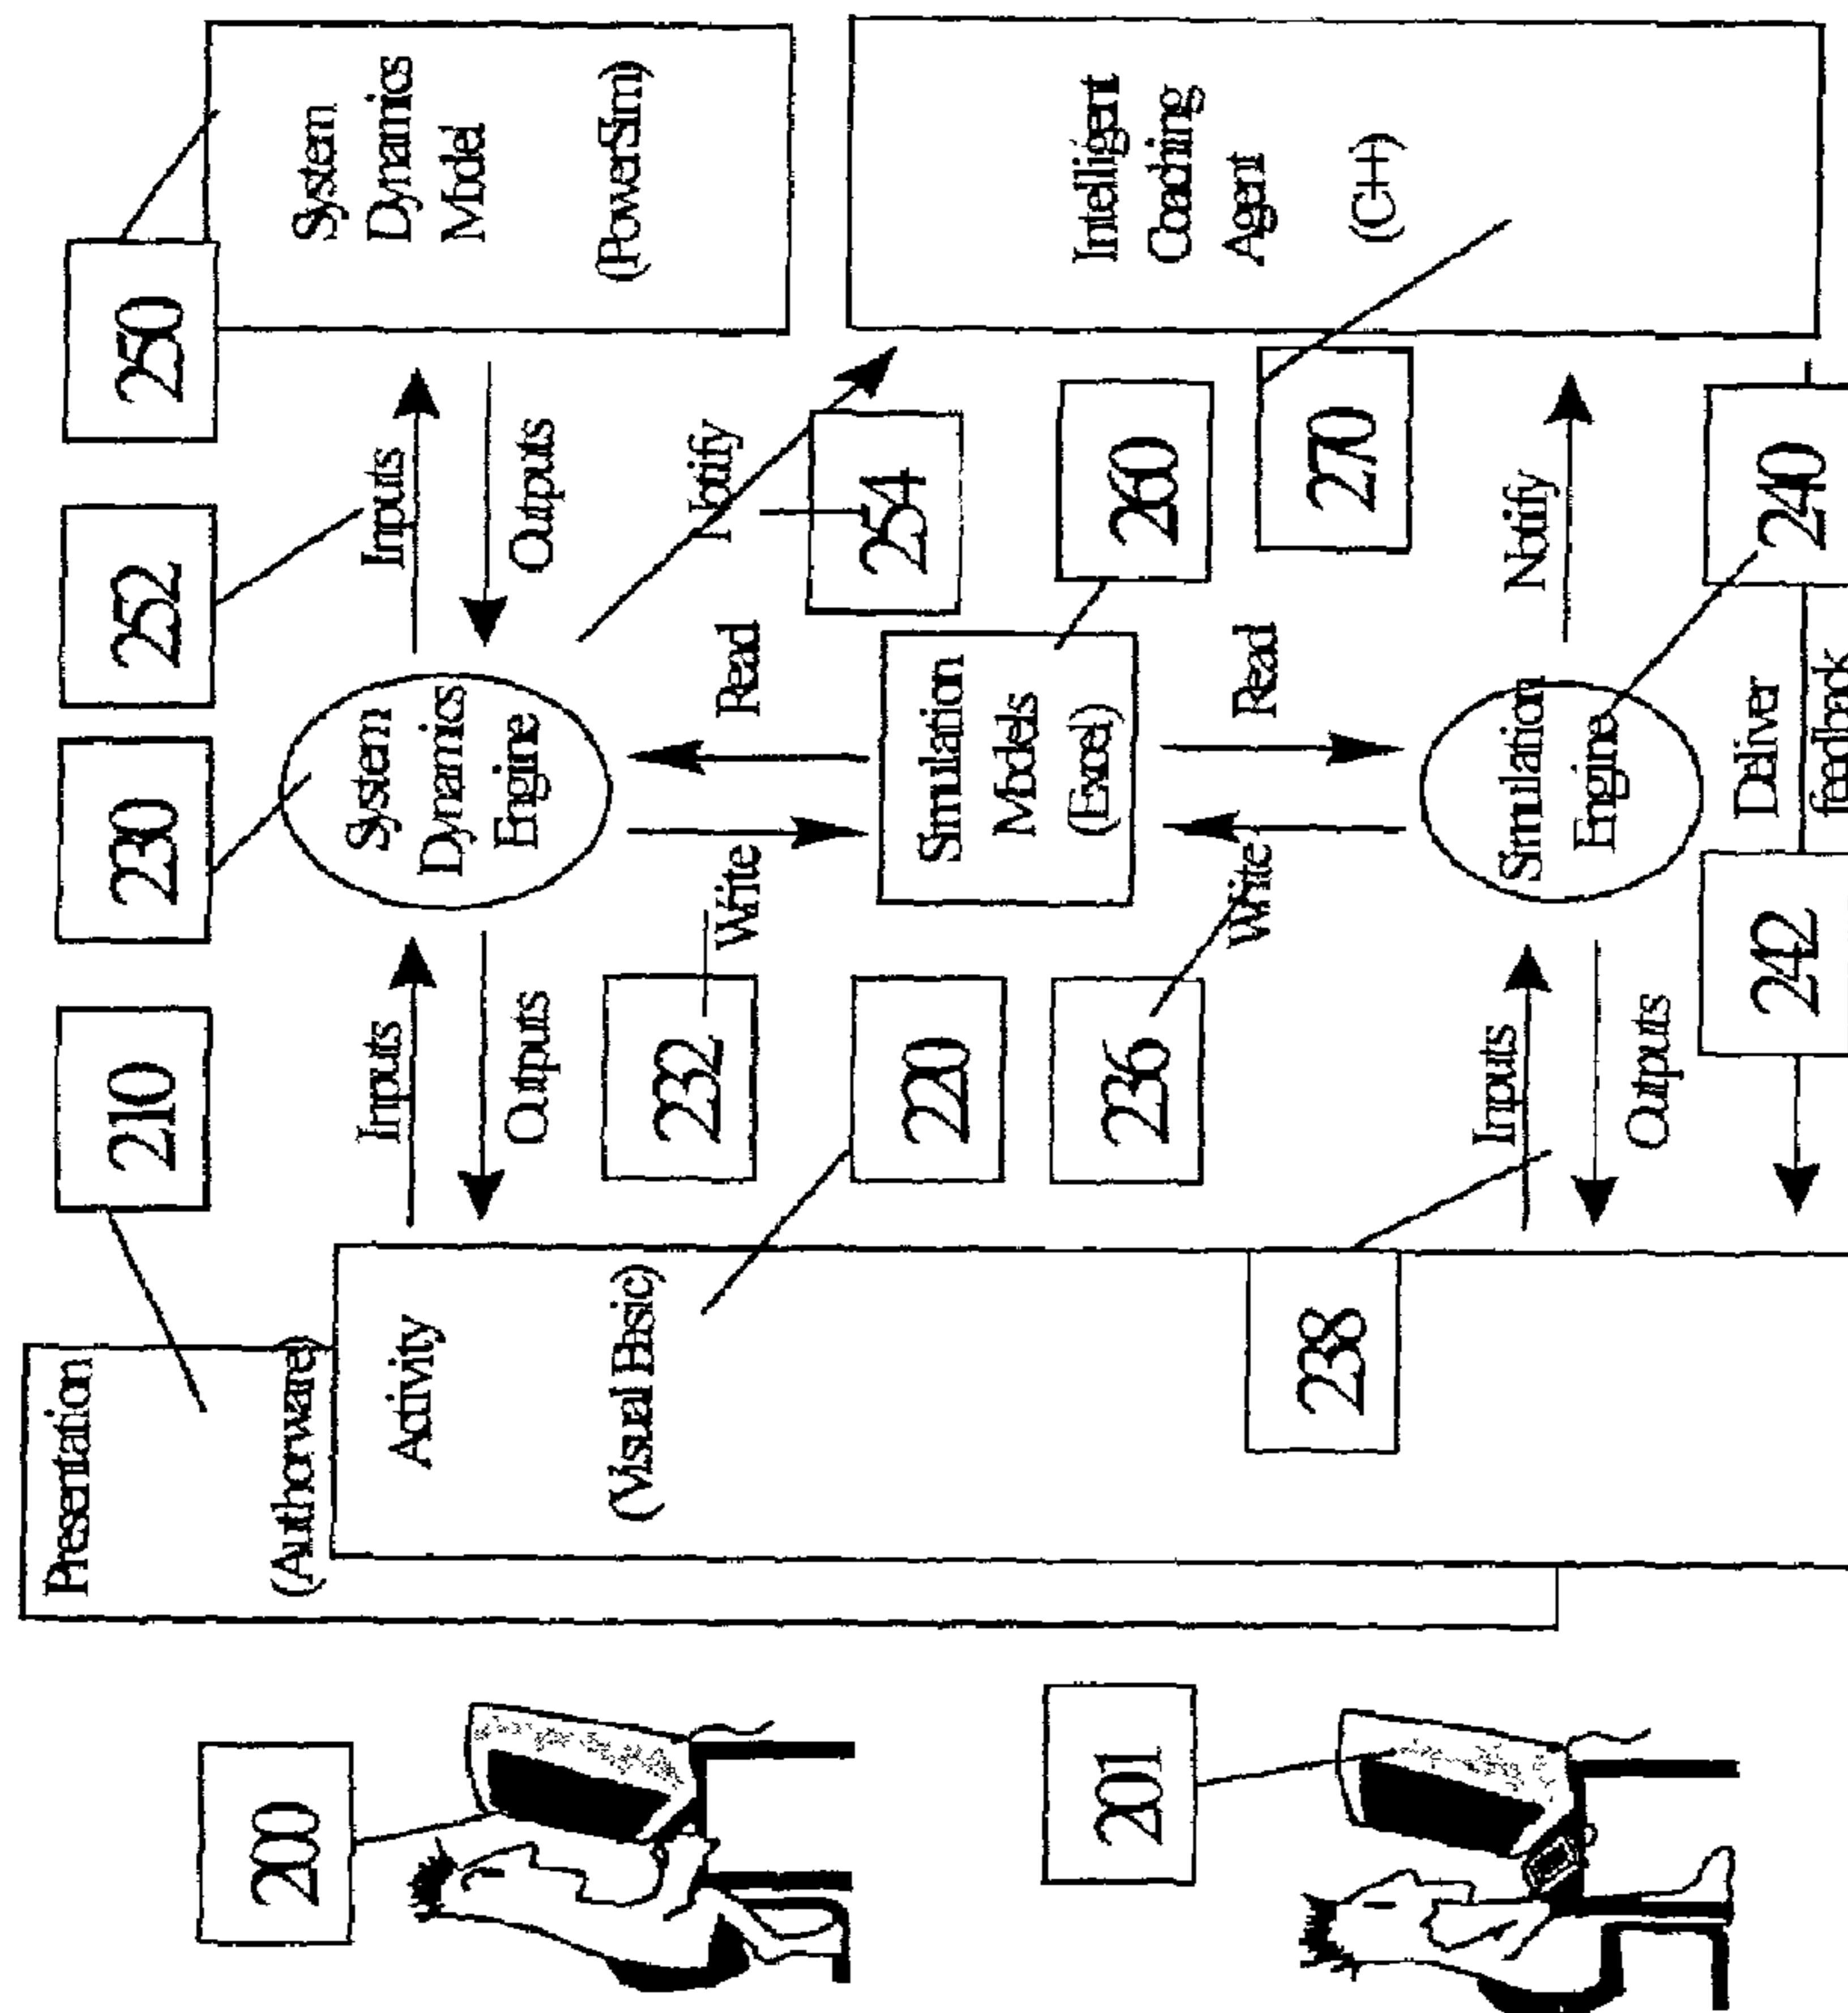 Presentation
(Authorware)
210
230
252
250
200
Activity
(Visual Basic)
Inputs
Outputs
System
Dynamics
Engine
Inputs
Outputs
System
Dynamics
Model
(PowerSim)
232
Write
Read
Notify
254
220
Simulation
Models
(Excel)
260
201
236
Write
Read
270
Intelligent
Coaching
Agent
(C++)
238
Inputs
Outputs
Simulation
Engine
Notify
240
242
Deliver
feedback